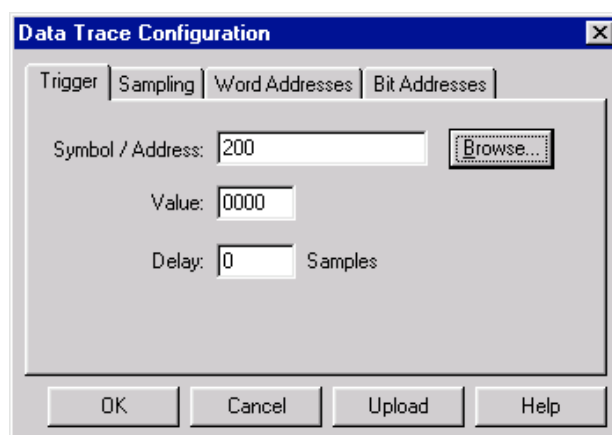 Data Trace Configuration
Trigger Sampling Word Addresses Bit Addresses
Symbol / Address: 200 Browse...
Value: 0000
Delay: 0 Samples
OK Cancel Upload Help